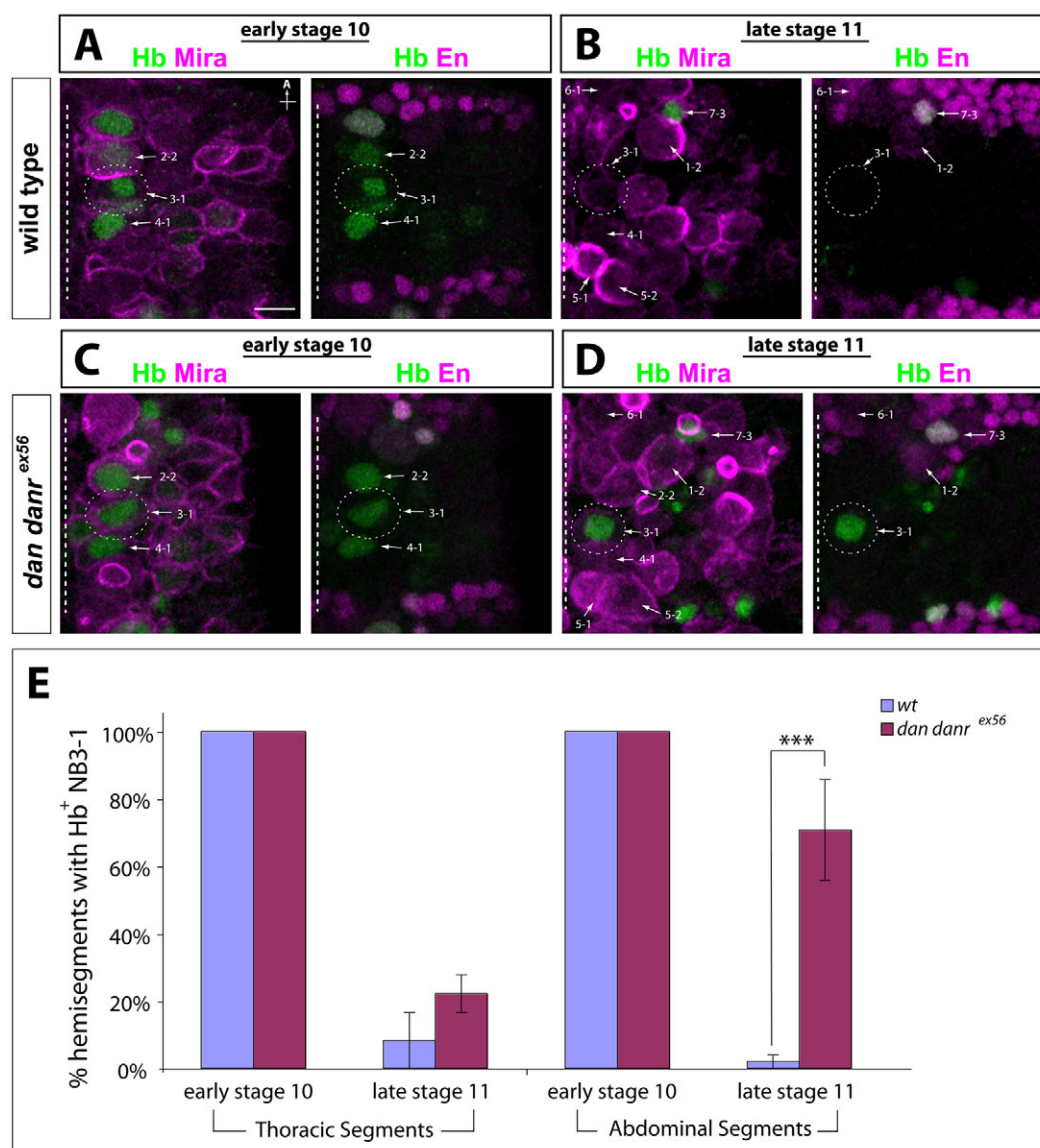 A
early stage 10
Hb Mira
Hb En
B
late stage 11
Hb Mira
Hb En
wild type
A
2-2
3-1
4-1
2-2
3-1
4-1
6-1
7-3
3-1
1-2
4-1
5-1
5-2
6-1
7-3
3-1
1-2
C
early stage 10
Hb Mira
Hb En
D
late stage 11
Hb Mira
Hb En
dan danr ex56
2-2
3-1
4-1
2-2
3-1
4-1
6-1
7-3
2-2
1-2
3-1
4-1
5-1
5-2
6-1
7-3
1-2
3-1
E
% hemisegments with Hb+ NB3-1
100%
80%
60%
40%
20%
0%
***
wt
dan danr ex56
early stage 10
late stage 11
early stage 10
late stage 11
Thoracic Segments
Abdominal Segments